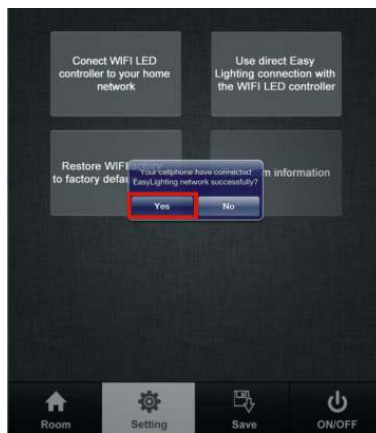 Conect WIFI LED
controller to your home
network
Use direct Easy
Lighting connection with
the WIFI LED controller
Restore WIFI
to factory defa
ctory
m information
Your cellphone have connected
EasyLighting network successfully?
Yes
No
Room
Setting
Save
ON/OFF